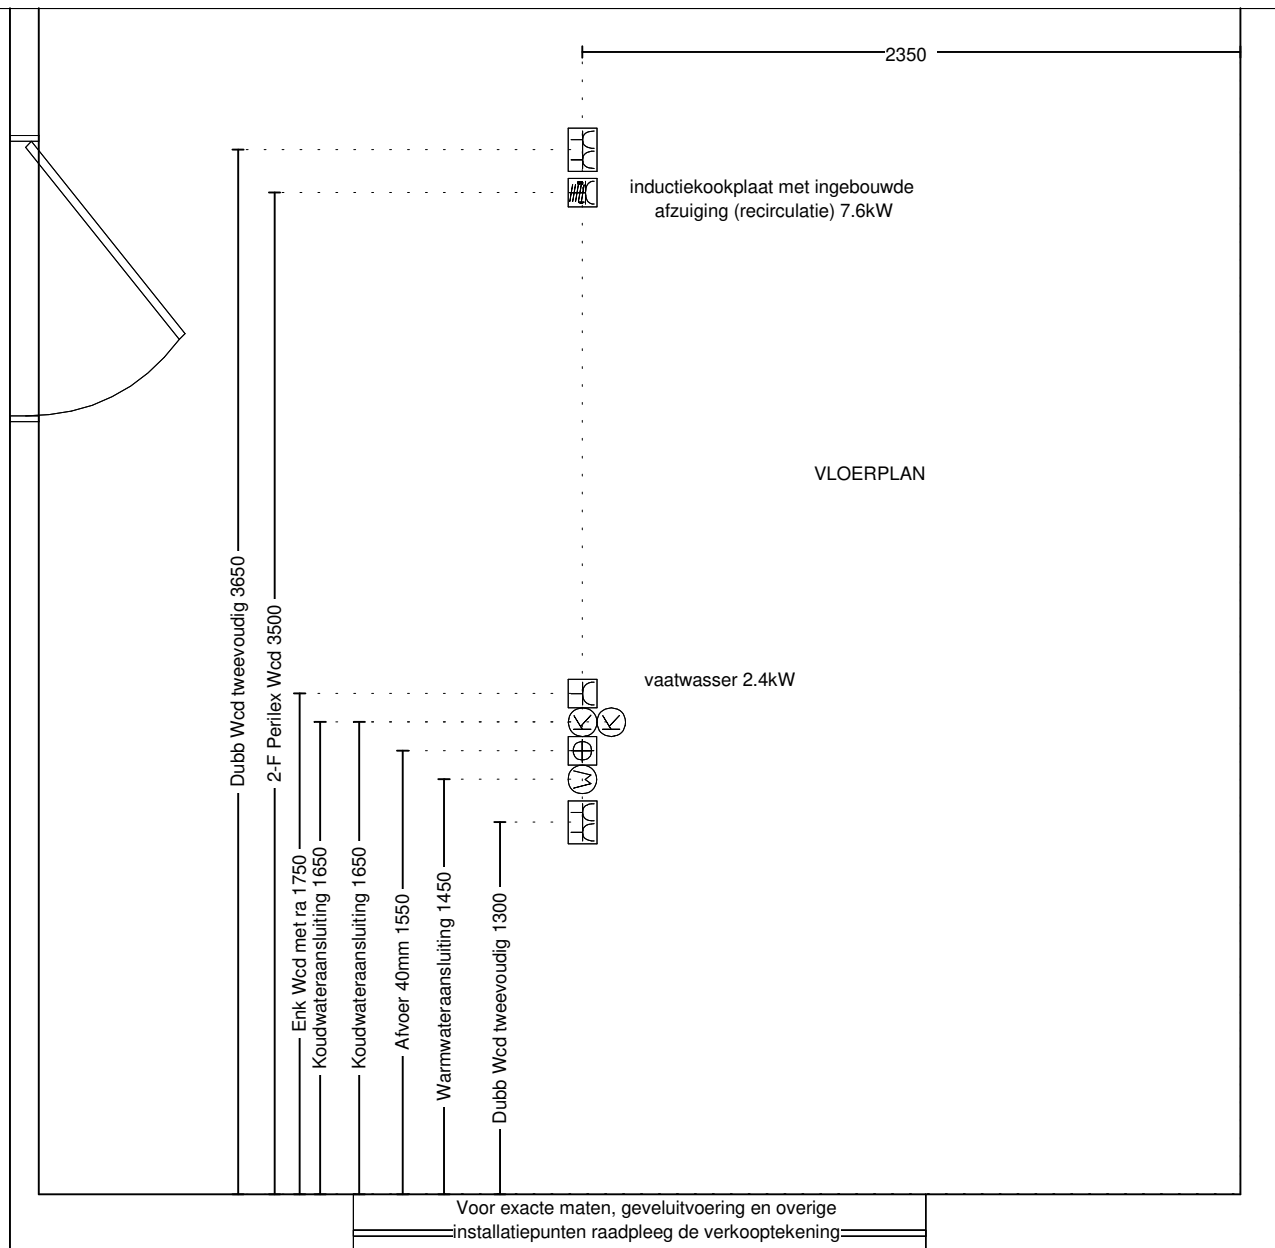 2350
inductiekookplaat met ingebouwde
afzuiging (recirculatie) 7.6kW
VLOERPLAN
Dubb Wcd tweevoudig 3650
2-F Perilex Wcd 3500
vaatwasser 2.4kW
K K
W
Enk Wcd met ra 1750
Koudwateraansluiting 1650
Koudwateraansluiting 1650
Afvoer 40mm 1550
Warmwateraansluiting 1450
Dubb Wcd tweevoudig 1300
Voor exacte maten, geveluitvoering en overige
installatiepunten raadpleeg de verkooptekening